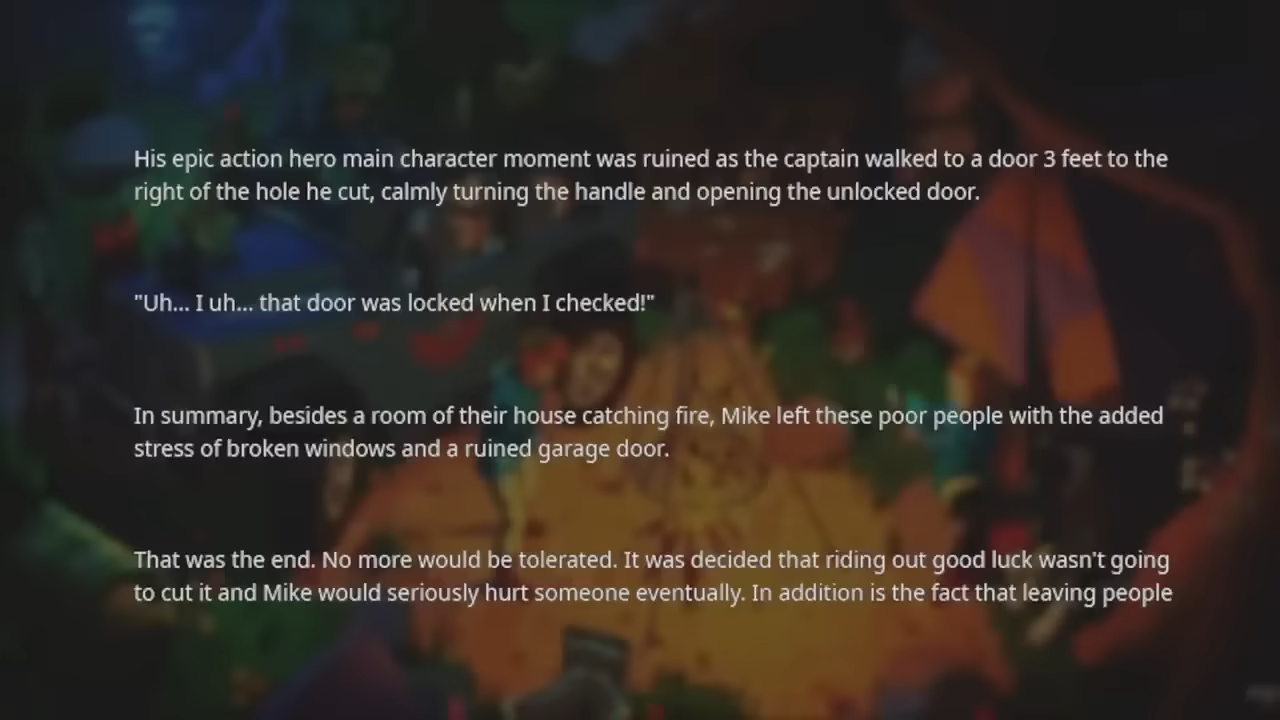 His epic action hero main character moment was ruined as the captain walked to a door 3 feet to the
right of the hole he cut, calmly turning the handle and opening the unlocked door.
"Uh... I uh... that door was locked when I checked!"
In summary, besides a room of their house catching fire, Mike left these poor people with the added
stress of broken windows and a ruined garage door.
That was the end. No more would be tolerated. It was decided that riding out good luck wasn't going
to cut it and Mike would seriously hurt someone eventually. In addition is the fact that leaving people